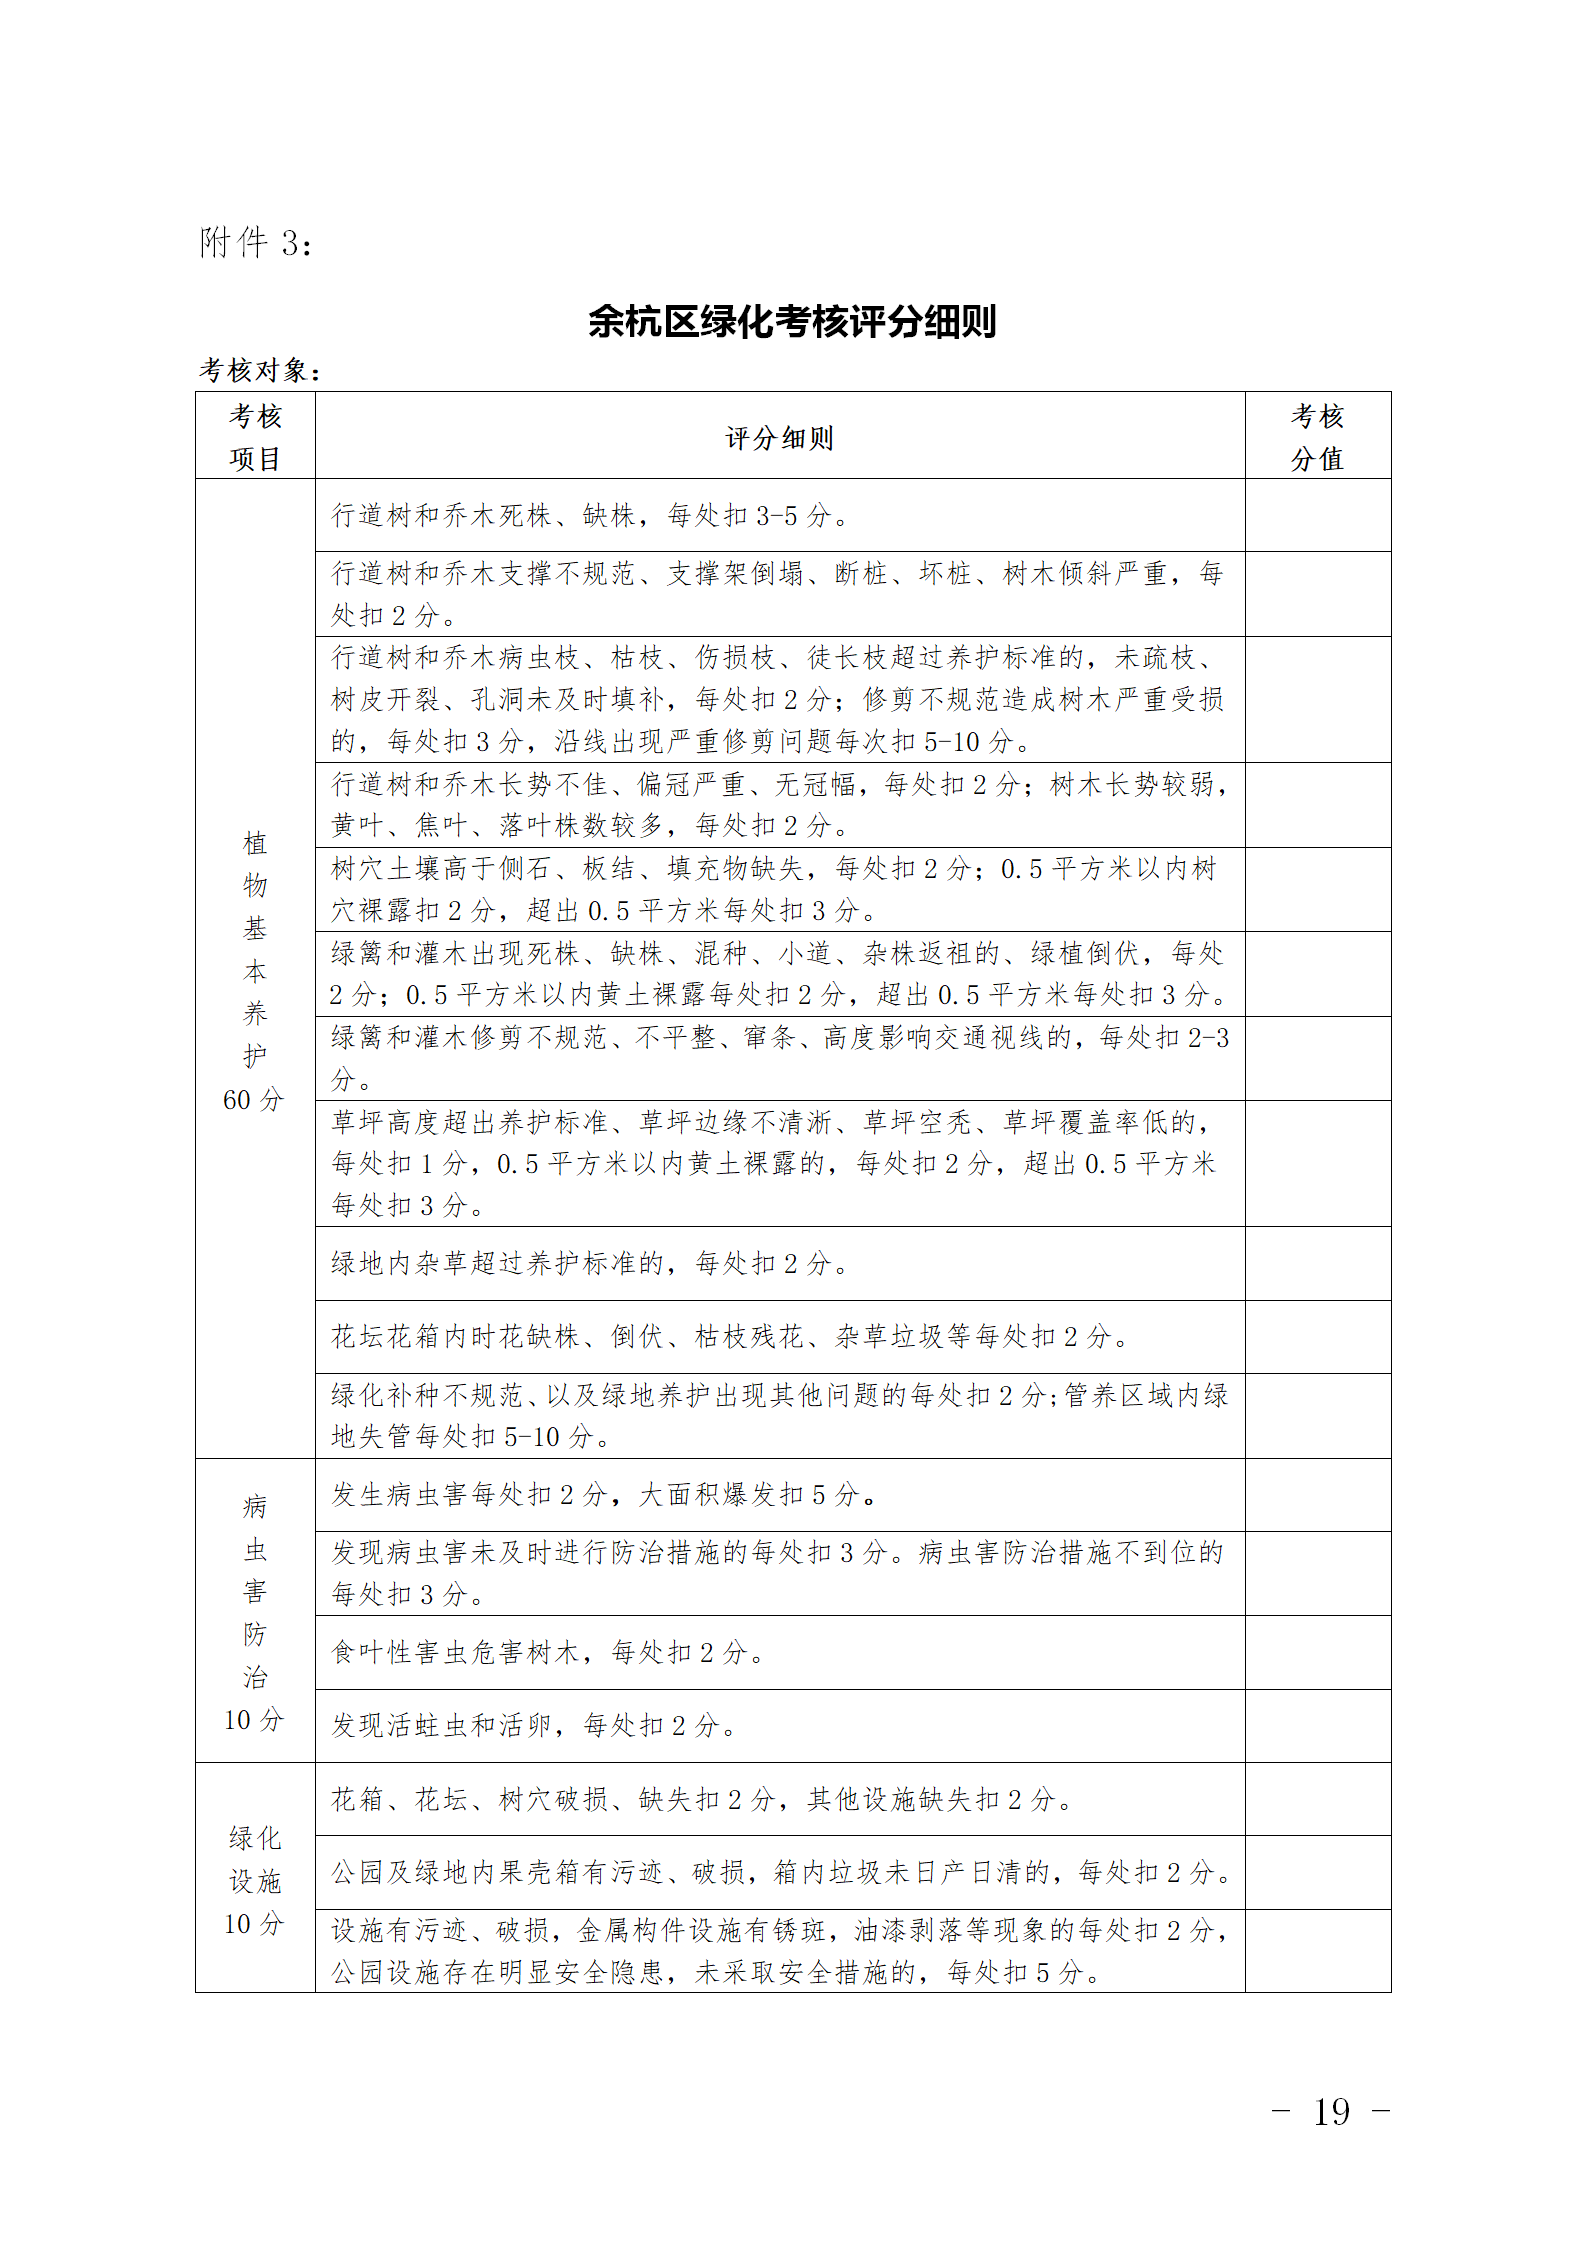 附件 3：
余杭区绿化考核评分细则
考核对象：
考核
项目
评分细则
考核
分值
植
物
基
本
养
护
60 分
行道树和乔木死株、缺株，每处扣 3-5 分。
行道树和乔木支撑不规范、支撑架倒塌、断桩、坏桩、树木倾斜严重，每
处扣 2 分。
行道树和乔木病虫枝、枯枝、伤损枝、徒长枝超过养护标准的，未疏枝、
树皮开裂、孔洞未及时填补，每处扣 2 分；修剪不规范造成树木严重受损
的，每处扣 3 分，沿线出现严重修剪问题每次扣 5-10 分。
行道树和乔木长势不佳、偏冠严重、无冠幅，每处扣 2 分；树木长势较弱，
黄叶、焦叶、落叶株数较多，每处扣 2 分。
树穴土壤高于侧石、板结、填充物缺失，每处扣 2 分；0.5 平方米以内树
穴裸露扣 2 分，超出 0.5 平方米每处扣 3 分。
绿篱和灌木出现死株、缺株、混种、小道、杂株返祖的、绿植倒伏，每处
2 分；0.5 平方米以内黄土裸露每处扣 2 分，超出 0.5 平方米每处扣 3 分。
绿篱和灌木修剪不规范、不平整、窜条、高度影响交通视线的，每处扣 2-3
分。
草坪高度超出养护标准、草坪边缘不清淅、草坪空秃、草坪覆盖率低的，
每处扣 1 分，0.5 平方米以内黄土裸露的，每处扣 2 分，超出 0.5 平方米
每处扣 3 分。
绿地内杂草超过养护标准的，每处扣 2 分。
花坛花箱内时花缺株、倒伏、枯枝残花、杂草垃圾等每处扣 2 分。
绿化补种不规范、以及绿地养护出现其他问题的每处扣 2 分;管养区域内绿
地失管每处扣 5-10 分。
病
虫
害
防
治
10 分
发生病虫害每处扣 2 分，大面积爆发扣 5 分。
发现病虫害未及时进行防治措施的每处扣 3 分。病虫害防治措施不到位的
每处扣 3 分。
食叶性害虫危害树木，每处扣 2 分。
发现活蛀虫和活卵，每处扣 2 分。
绿化
设施
10 分
花箱、花坛、树穴破损、缺失扣 2 分，其他设施缺失扣 2 分。
公园及绿地内果壳箱有污迹、破损，箱内垃圾未日产日清的，每处扣 2 分。
设施有污迹、破损，金属构件设施有锈斑，油漆剥落等现象的每处扣 2 分，
公园设施存在明显安全隐患，未采取安全措施的，每处扣 5 分。
- 19 -